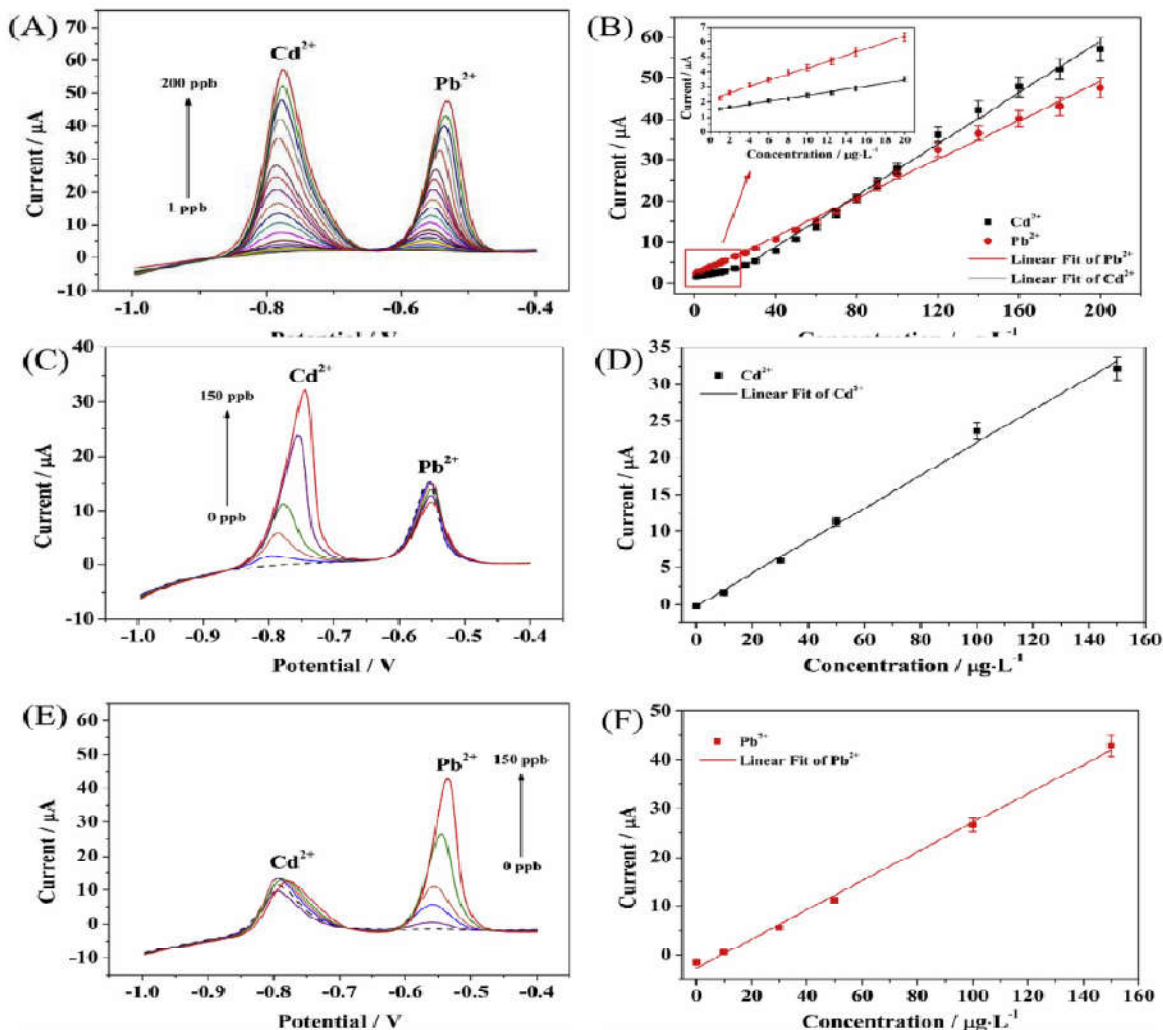 (A)
Cd²⁺
Pb²⁺
200 ppb
1 ppb
Current / μA
70
60
50
40
30
20
10
0
-10
-1.0
-0.8
-0.6
-0.4
Potential / V
(B)
Current / μA
60
50
40
30
20
10
0
7
6
5
4
3
2
1
0
Current / μA
0 2 4 6 8 10 12 14 16 18 20
Concentration / μg·L⁻¹
Cd²⁺
Pb²⁺
Linear Fit of Pb²⁺
Linear Fit of Cd²⁺
0 40 80 120 160 200
Concentration / μg·L⁻¹
(C)
Cd²⁺
Pb²⁺
150 ppb
0 ppb
Current / μA
40
30
20
10
0
-10
-1.0 -0.9 -0.8 -0.7 -0.6 -0.5 -0.4
Potential / V
(D)
Cd²⁺
Linear Fit of Cd²⁺
Current / μA
35
30
25
20
15
10
5
0
0 20 40 60 80 100 120 140 160
Concentration / μg·L⁻¹
(E)
Cd²⁺
Pb²⁺
150 ppb
0 ppb
Current / μA
60
50
40
30
20
10
0
-10
-1.0 -0.9 -0.8 -0.7 -0.6 -0.5 -0.4
Potential / V
(F)
Pb²⁺
Linear Fit of Pb²⁺
Current / μA
50
40
30
20
10
0
0 20 40 60 80 100 120 140 160
Concentration / μg·L⁻¹